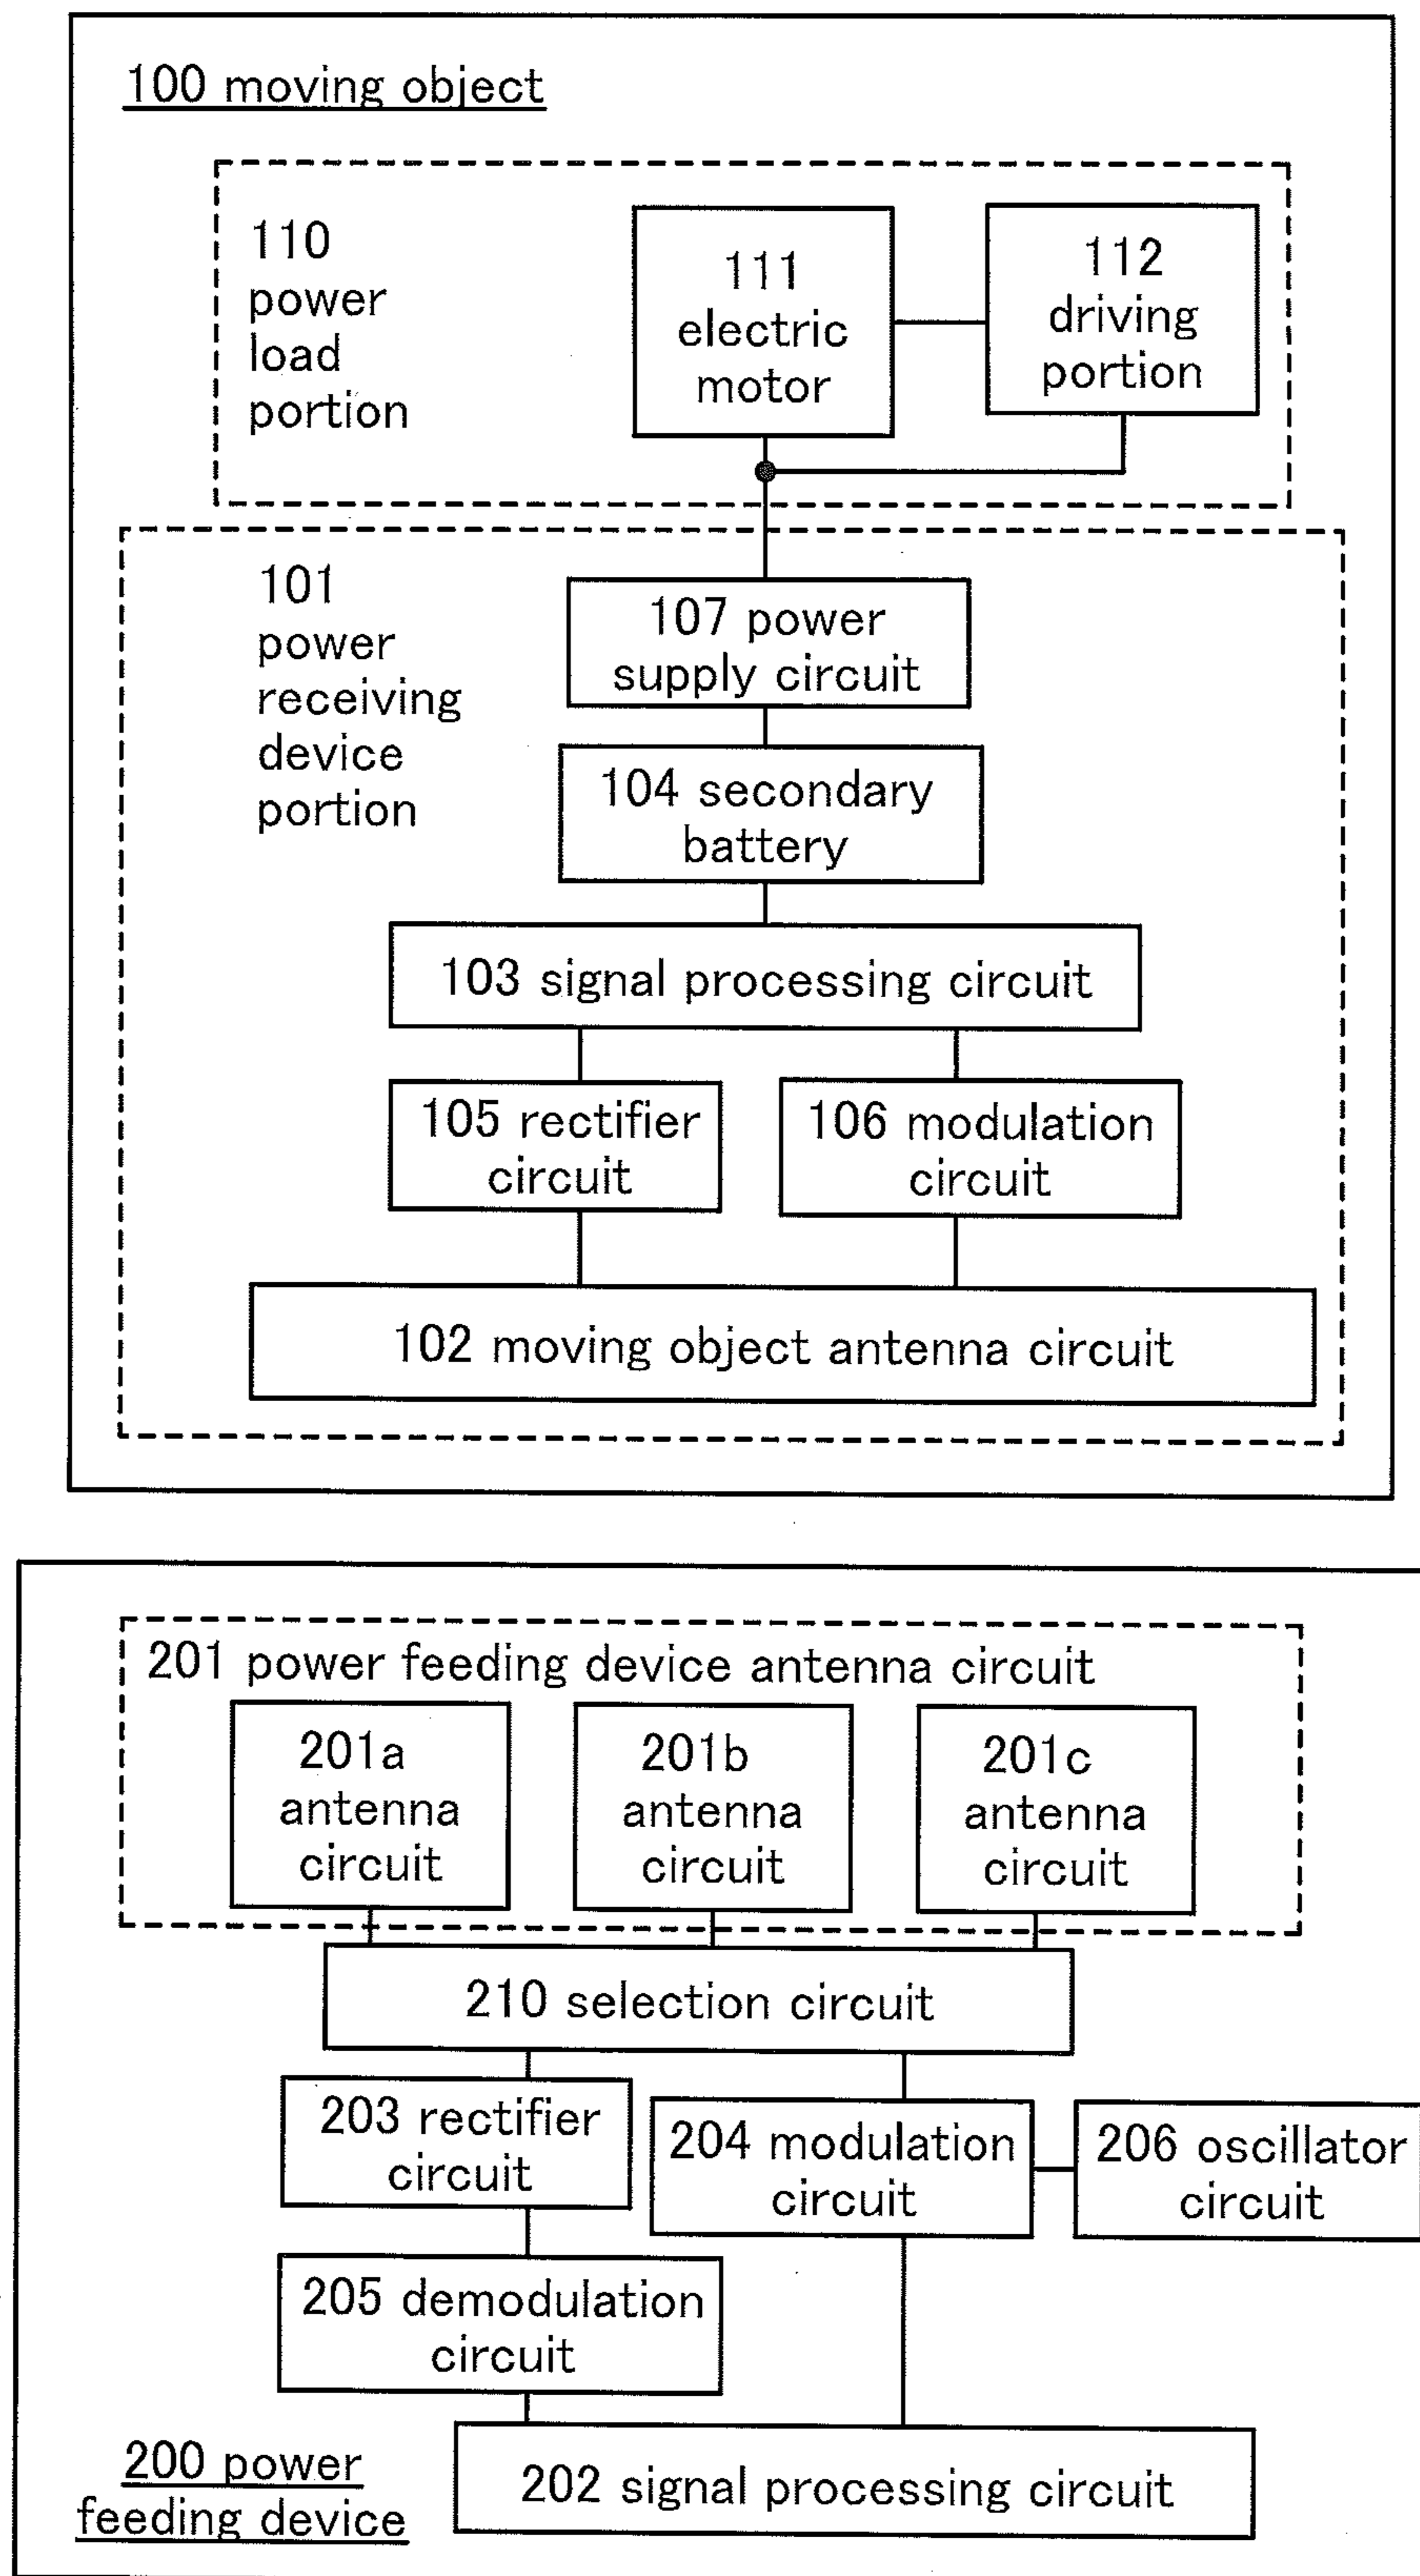 100 moving object
110
power
load
portion
111
electric
motor
112
driving
portion
101
power
receiving
device
portion
107 power
supply circuit
104 secondary
battery
103 signal processing circuit
105 rectifier
circuit
106 modulation
circuit
102 moving object antenna circuit
201 power feeding device antenna circuit
201a
antenna
circuit
201b
antenna
circuit
201c
antenna
circuit
210 selection circuit
203 rectifier
circuit
204 modulation
circuit
206 oscillator
circuit
205 demodulation
circuit
200 power
feeding device
202 signal processing circuit